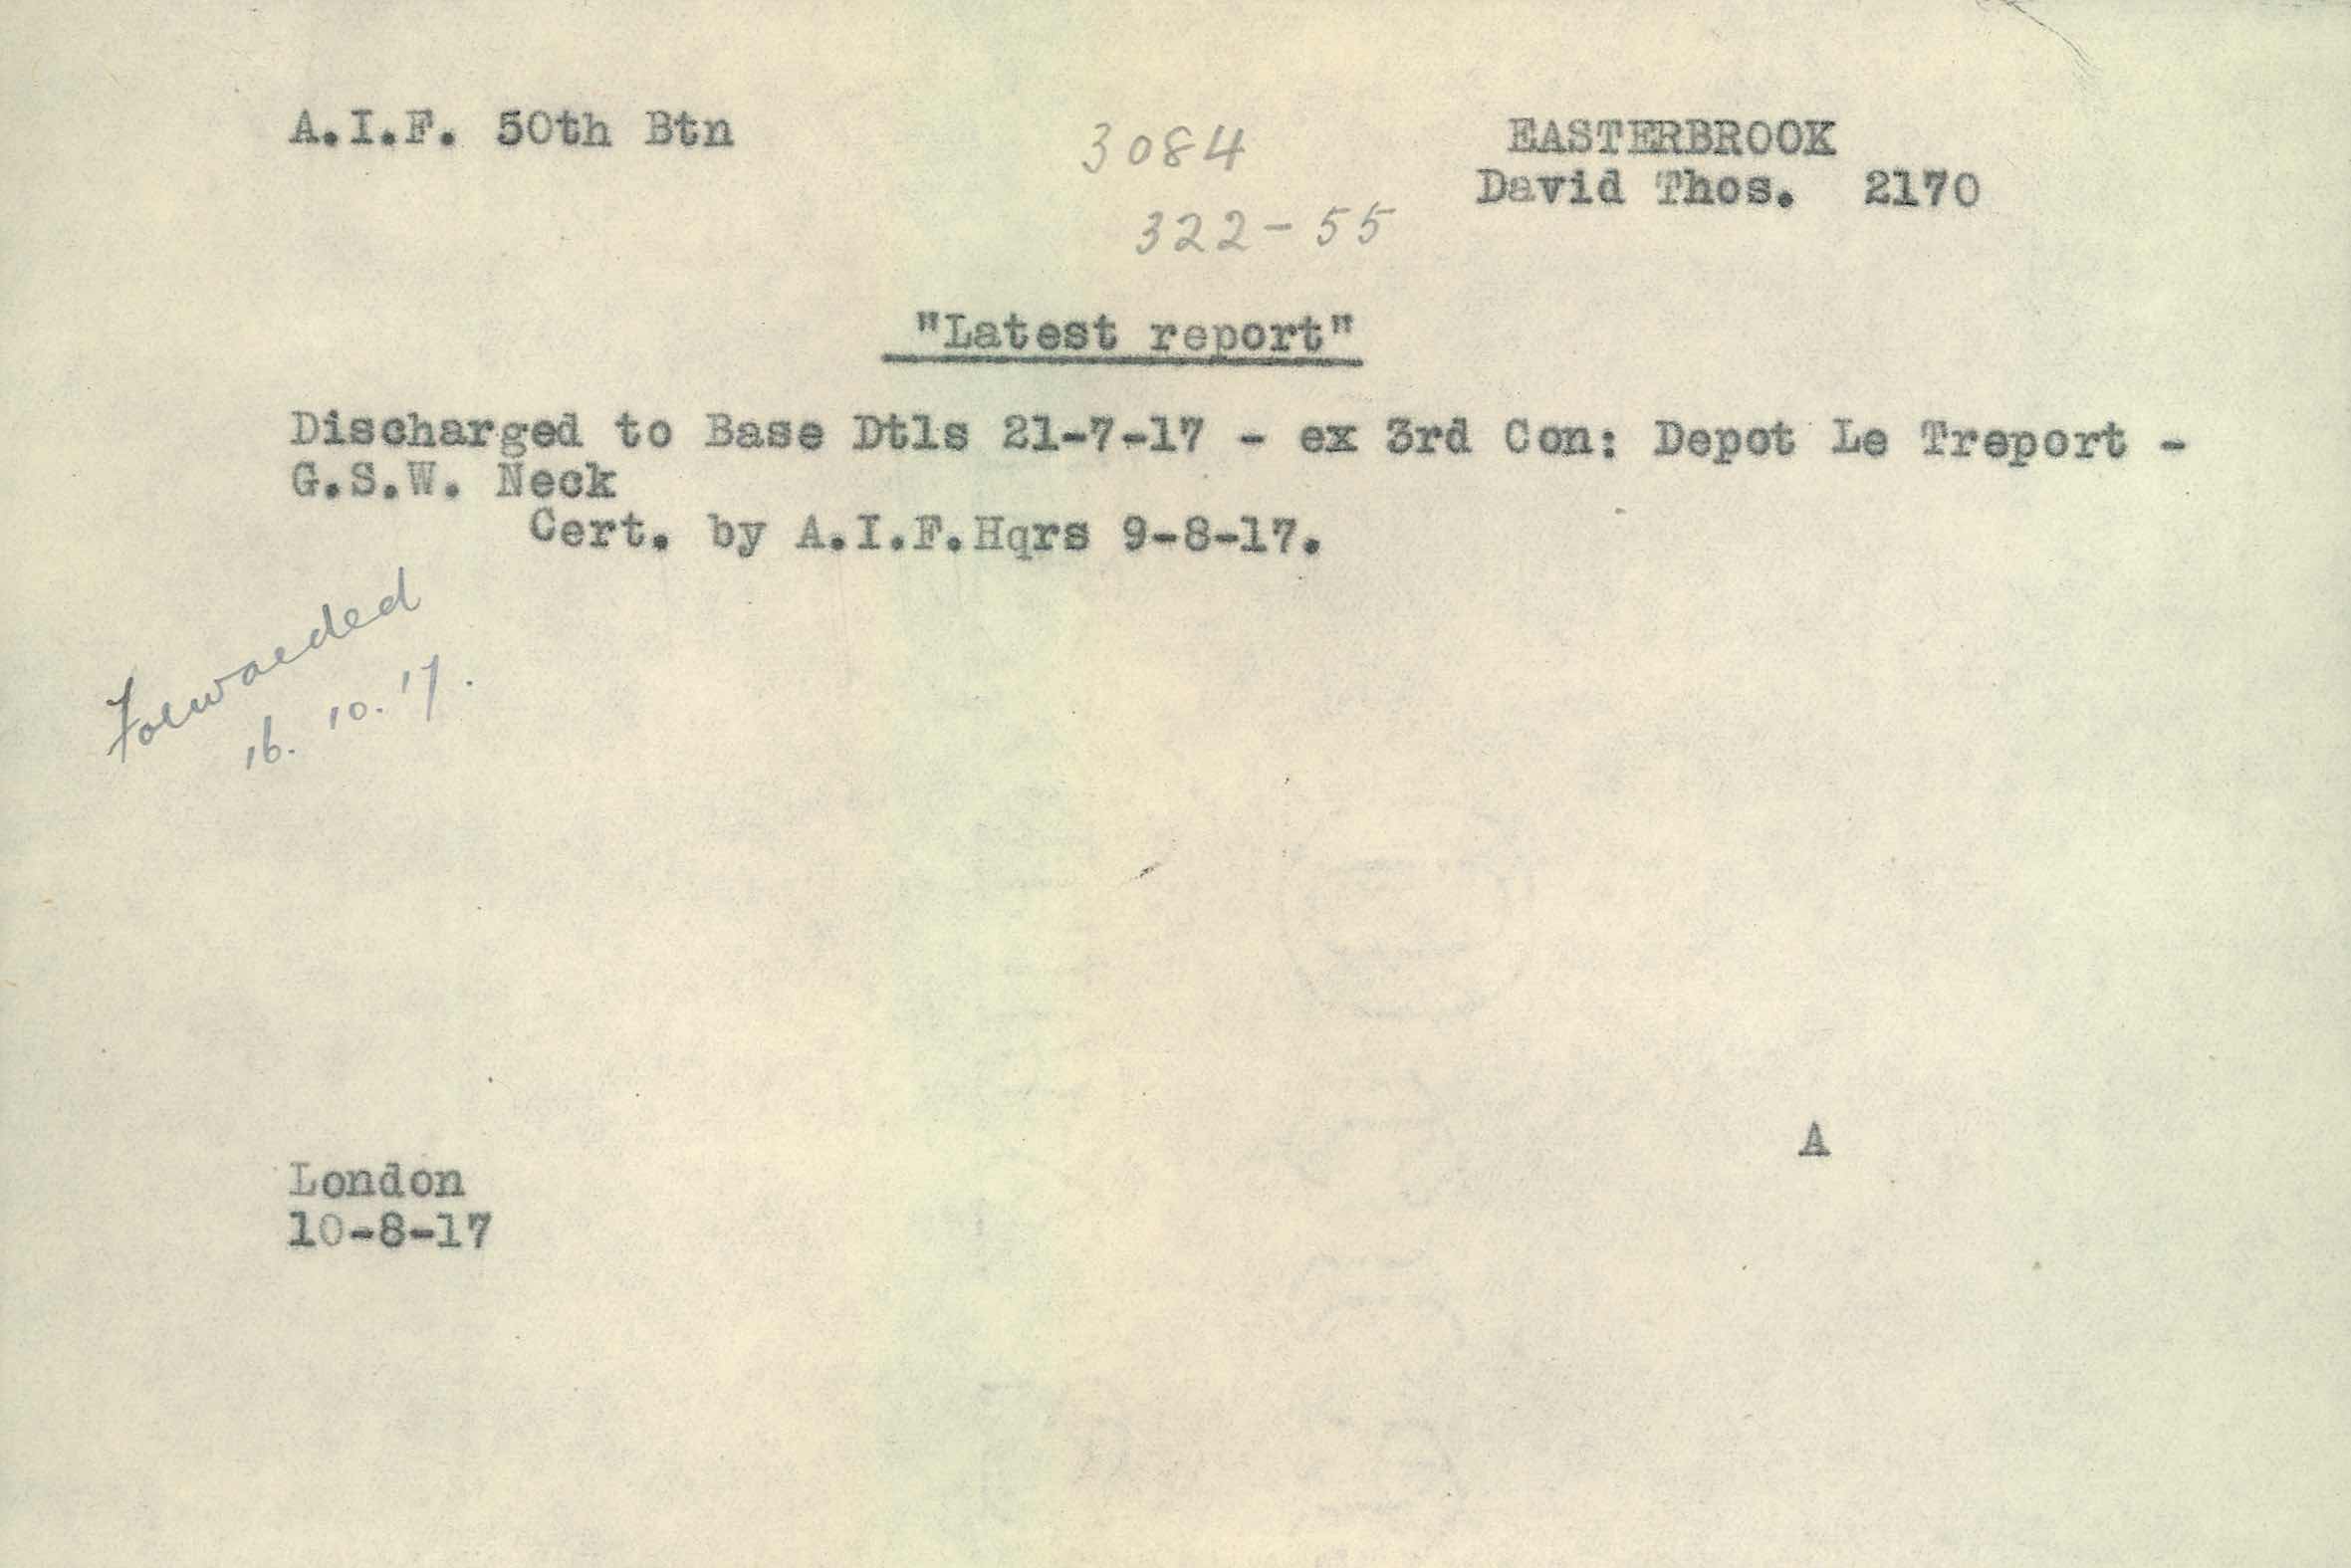 A.I.F. 50th Btn
3084
EASTERBROOK
David Thos. 2170
322-55
"Latest report"
Discharged to Base Dtls 21-7-17 - ex 3rd Con: Depot Le Treport -
G.S.W. Neck
Cert. by A.I.F.Hqrs 9-8-17.
Forwarded
16.10.17.
A
London
10-8-17